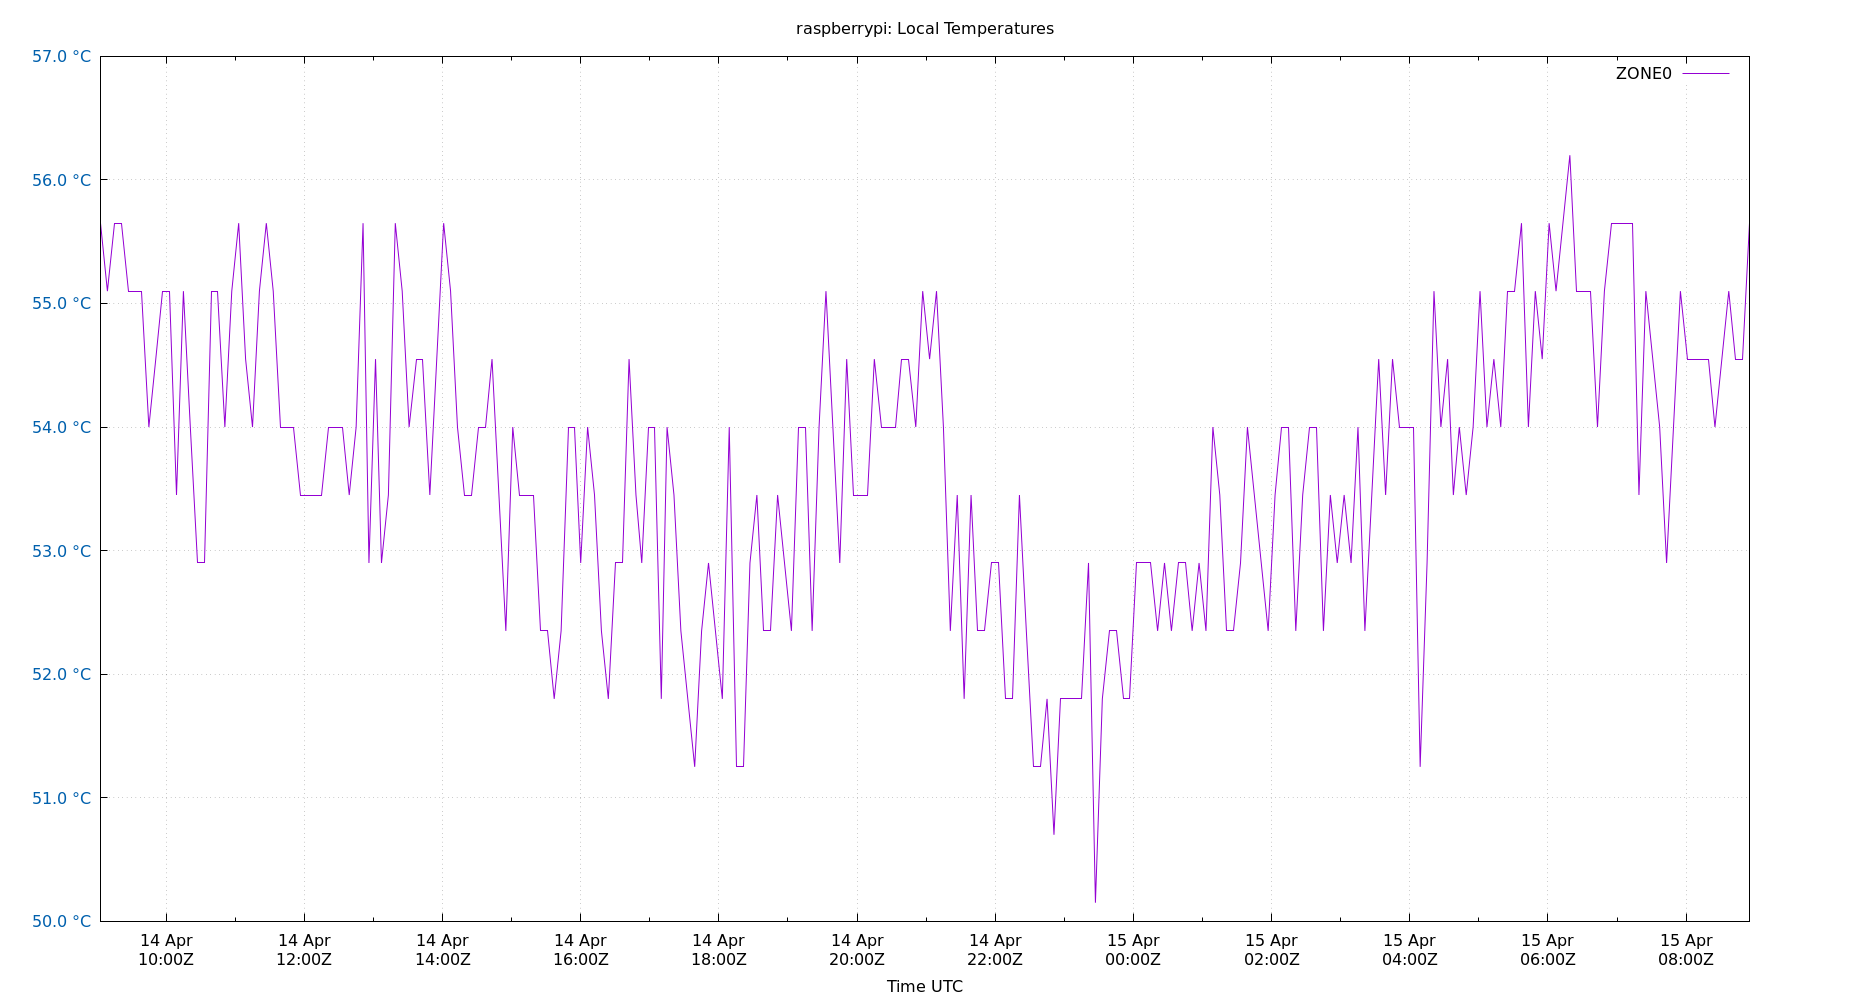 raspberrypi: Local Temperatures
57.0 °C
ZONE0
56.0 °C
55.0 °C
54.0 °C
53.0 °C
52.0 °C
51.0 °C
50.0 °C
14 Apr 14 Apr 14 Apr 14 Apr 14 Apr 14 Apr 14 Apr 15 Apr 15 Apr 15 Apr 15 Apr 15 Apr
10:00Z 12:00Z 14:00Z 16:00Z 18:00Z 20:00Z 22:00Z 00:00Z 02:00Z 04:00Z 06:00Z 08:00Z
Time UTC